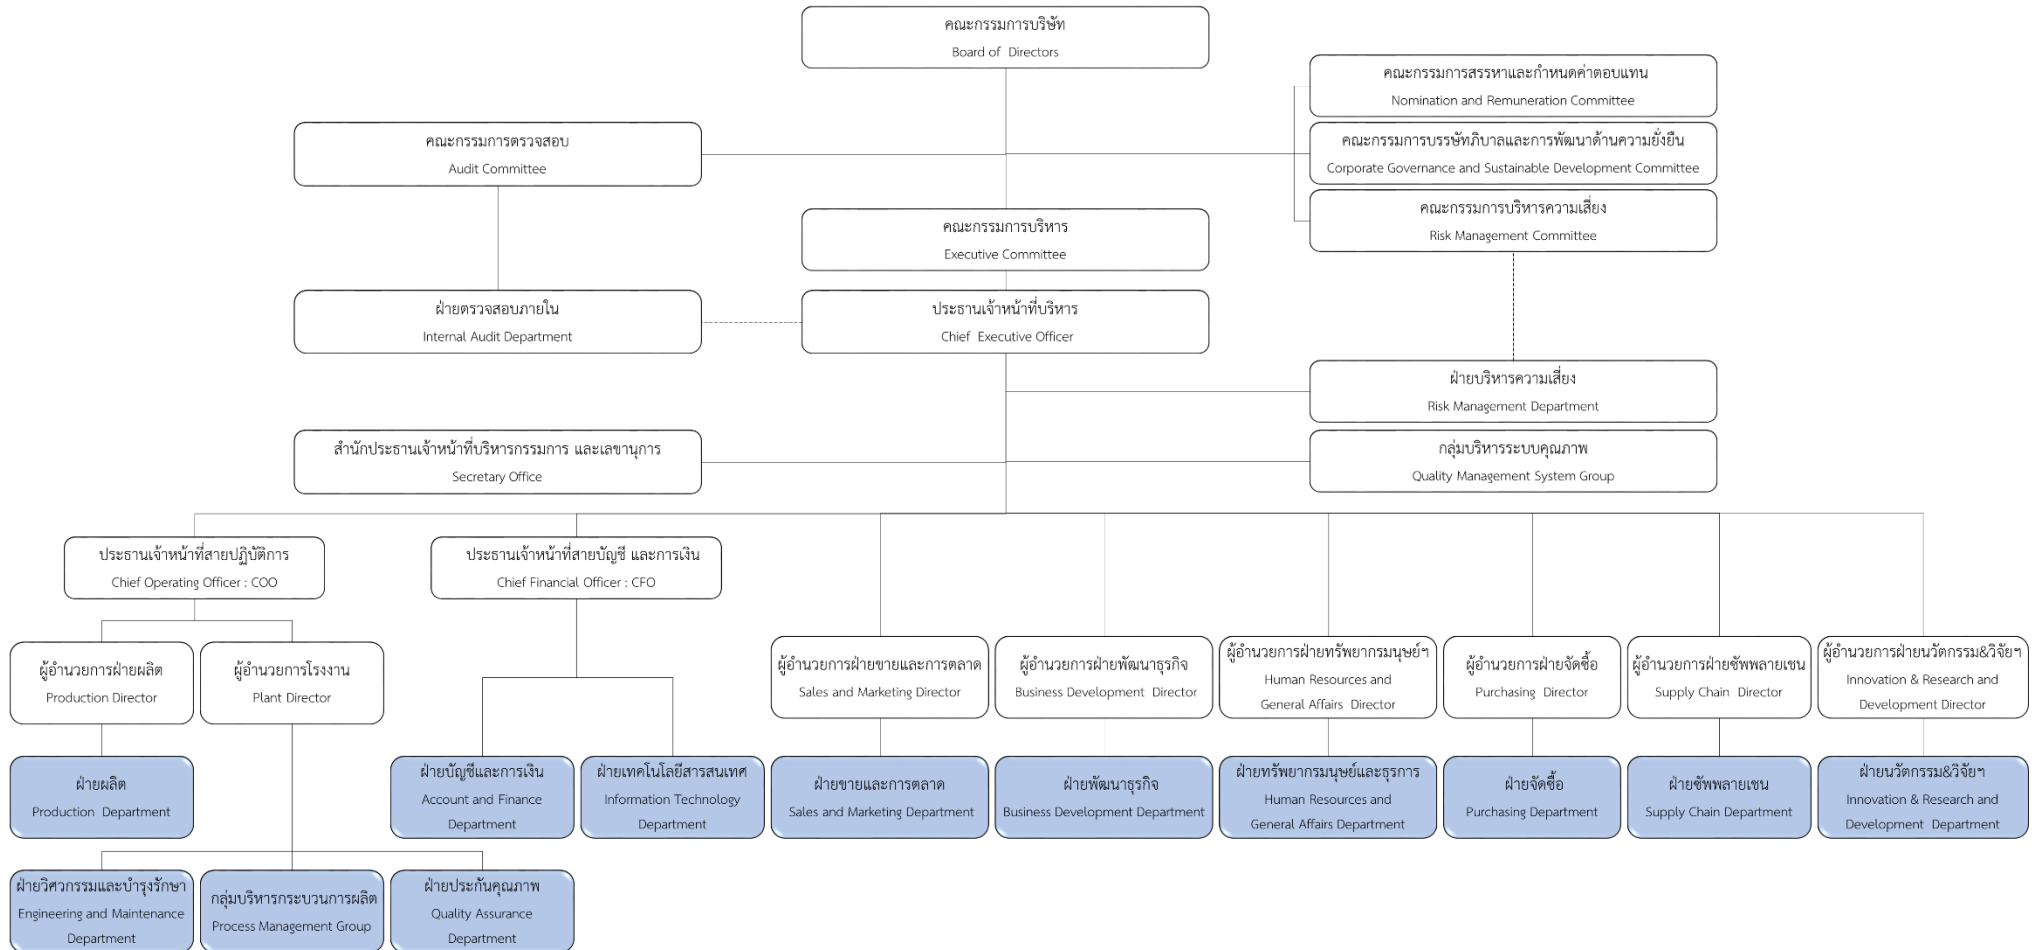 คณะกรรมการบริษัท
Board of Directors
คณะกรรมการสรรหาและกำหนดค่าตอบแทน
Nomination and Remuneration Committee
คณะกรรมการตรวจสอบ
Audit Committee
คณะกรรมการบรรษัทภิบาลและการพัฒนาด้านความยั่งยืน
Corporate Governance and Sustainable Development Committee
คณะกรรมการบริหารความเสี่ยง
Risk Management Committee
คณะกรรมการบริหาร
Executive Committee
ฝ่ายตรวจสอบภายใน
Internal Audit Department
ประธานเจ้าหน้าที่บริหาร
Chief Executive Officer
ฝ่ายบริหารความเสี่ยง
Risk Management Department
สำนักประธานเจ้าหน้าที่บริหารกรรมการ และเลขานุการ
Secretary Office
กลุ่มบริหารระบบคุณภาพ
Quality Management System Group
ประธานเจ้าหน้าที่สายปฏิบัติการ
Chief Operating Officer : COO
ประธานเจ้าหน้าที่สายบัญชี และการเงิน
Chief Financial Officer : CFO
ผู้อำนวยการฝ่ายผลิต
Production Director
ผู้อำนวยการโรงงาน
Plant Director
ผู้อำนวยการฝ่ายขายและการตลาด
Sales and Marketing Director
ผู้อำนวยการฝ่ายพัฒนาธุรกิจ
Business Development Director
ผู้อำนวยการฝ่ายทรัพยากรมนุษย์ฯ
Human Resources and
General Affairs Director
ผู้อำนวยการฝ่ายจัดซื้อ
Purchasing Director
ผู้อำนวยการฝ่ายซัพพลายเชน
Supply Chain Director
ผู้อำนวยการฝ่ายนวัตกรรม&วิจัยฯ
Innovation & Research and
Development Director
ฝ่ายผลิต
Production Department
ฝ่ายบัญชีและการเงิน
Account and Finance
Department
ฝ่ายเทคโนโลยีสารสนเทศ
Information Technology
Department
ฝ่ายขายและการตลาด
Sales and Marketing Department
ฝ่ายพัฒนาธุรกิจ
Business Development Department
ฝ่ายทรัพยากรมนุษย์และธุรการ
Human Resources and
General Affairs Department
ฝ่ายจัดซื้อ
Purchasing Department
ฝ่ายซัพพลายเชน
Supply Chain Department
ฝ่ายนวัตกรรม&วิจัยฯ
Innovation & Research and
Development Department
ฝ่ายวิศวกรรมและบำรุงรักษา
Engineering and Maintenance
Department
กลุ่มบริหารกระบวนการผลิต
Process Management Group
ฝ่ายประกันคุณภาพ
Quality Assurance
Department